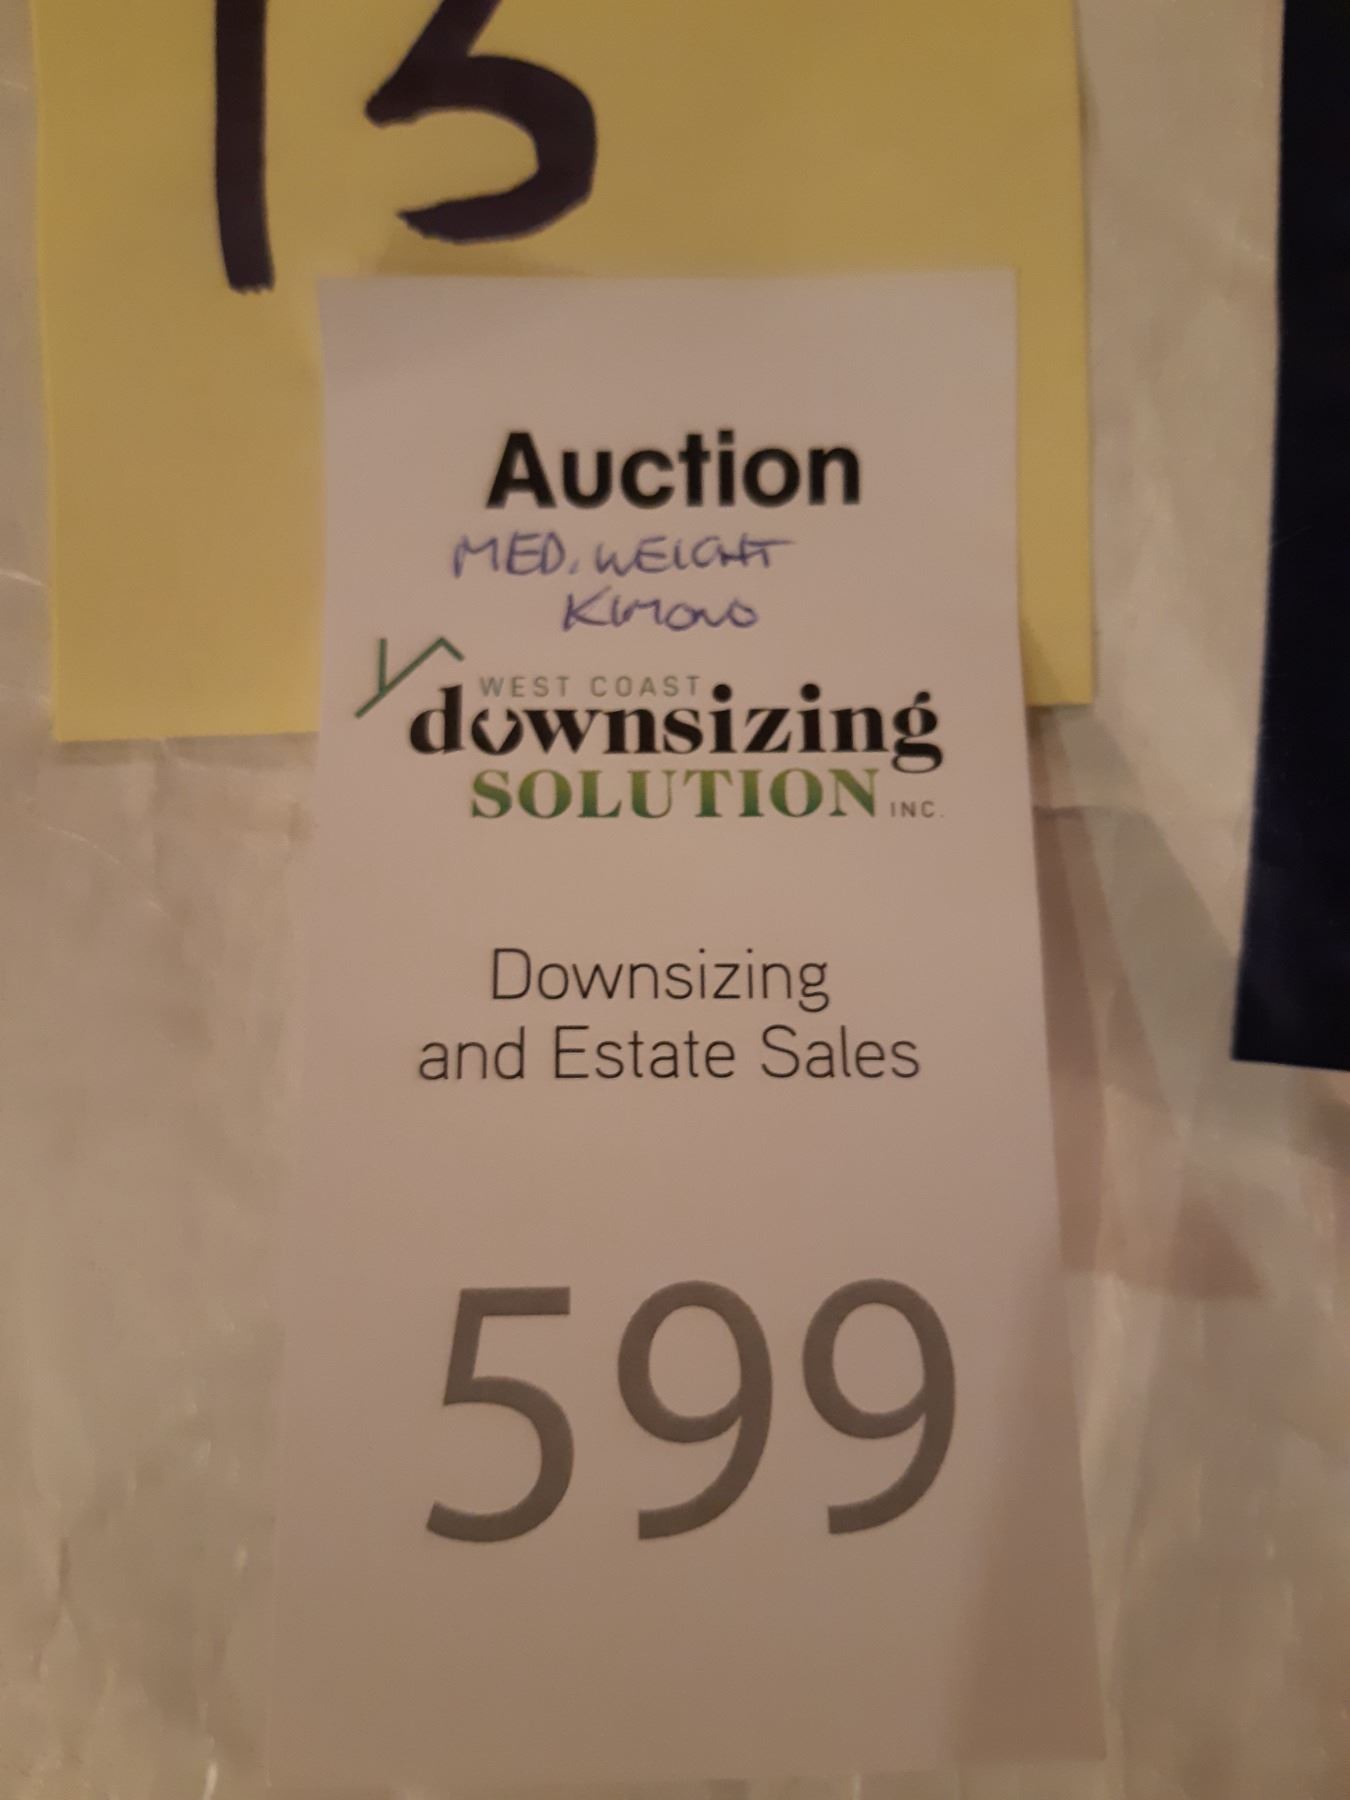 13
Auction
MED. WEIGHT
KIMONO
WEST COAST
downsizing
SOLUTION INC.
Downsizing
and Estate Sales
599